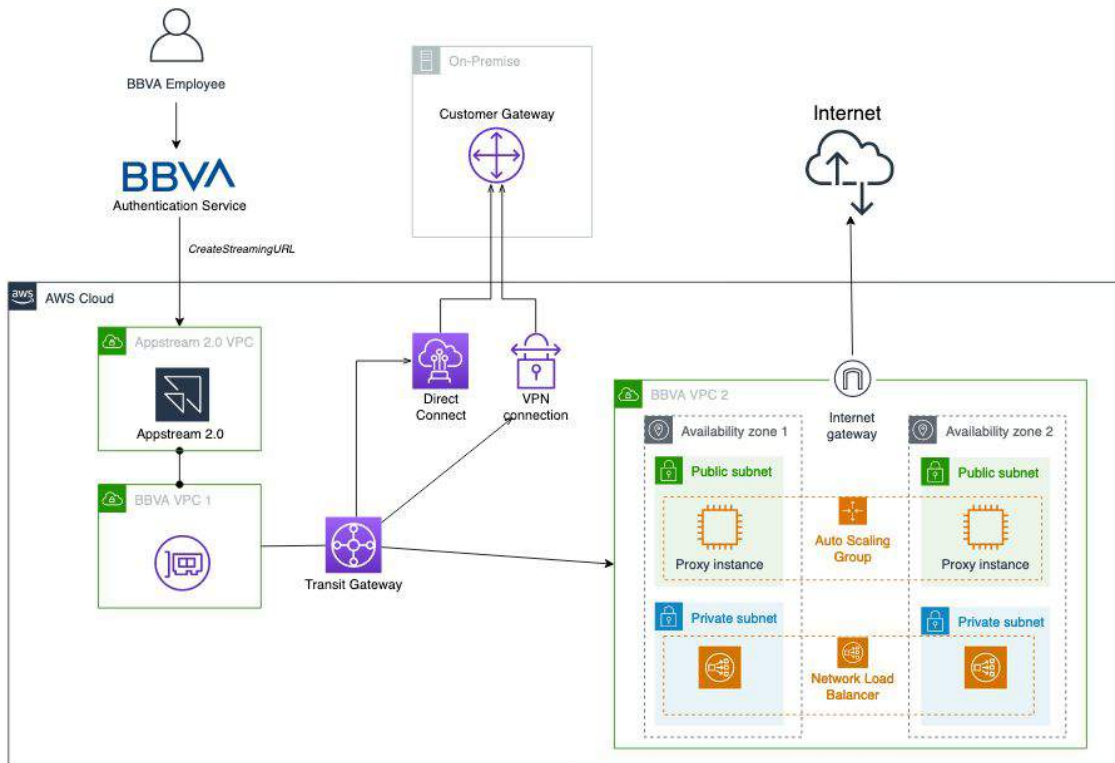 BBVA Employee
BBVA
Authentication Service
CreateStreamingURL
On-Premise
Customer Gateway
Internet
aws
AWS Cloud
Appstream 2.0 VPC
Appstream 2.0
BBVA VPC 1
Direct
Connect
VPN
connection
Transit Gateway
BBVA VPC 2
Internet
gateway
Availability zone 1
Public subnet
Proxy instance
Private subnet
Auto Scaling
Group
Network Load
Balancer
Availability zone 2
Public subnet
Proxy instance
Private subnet